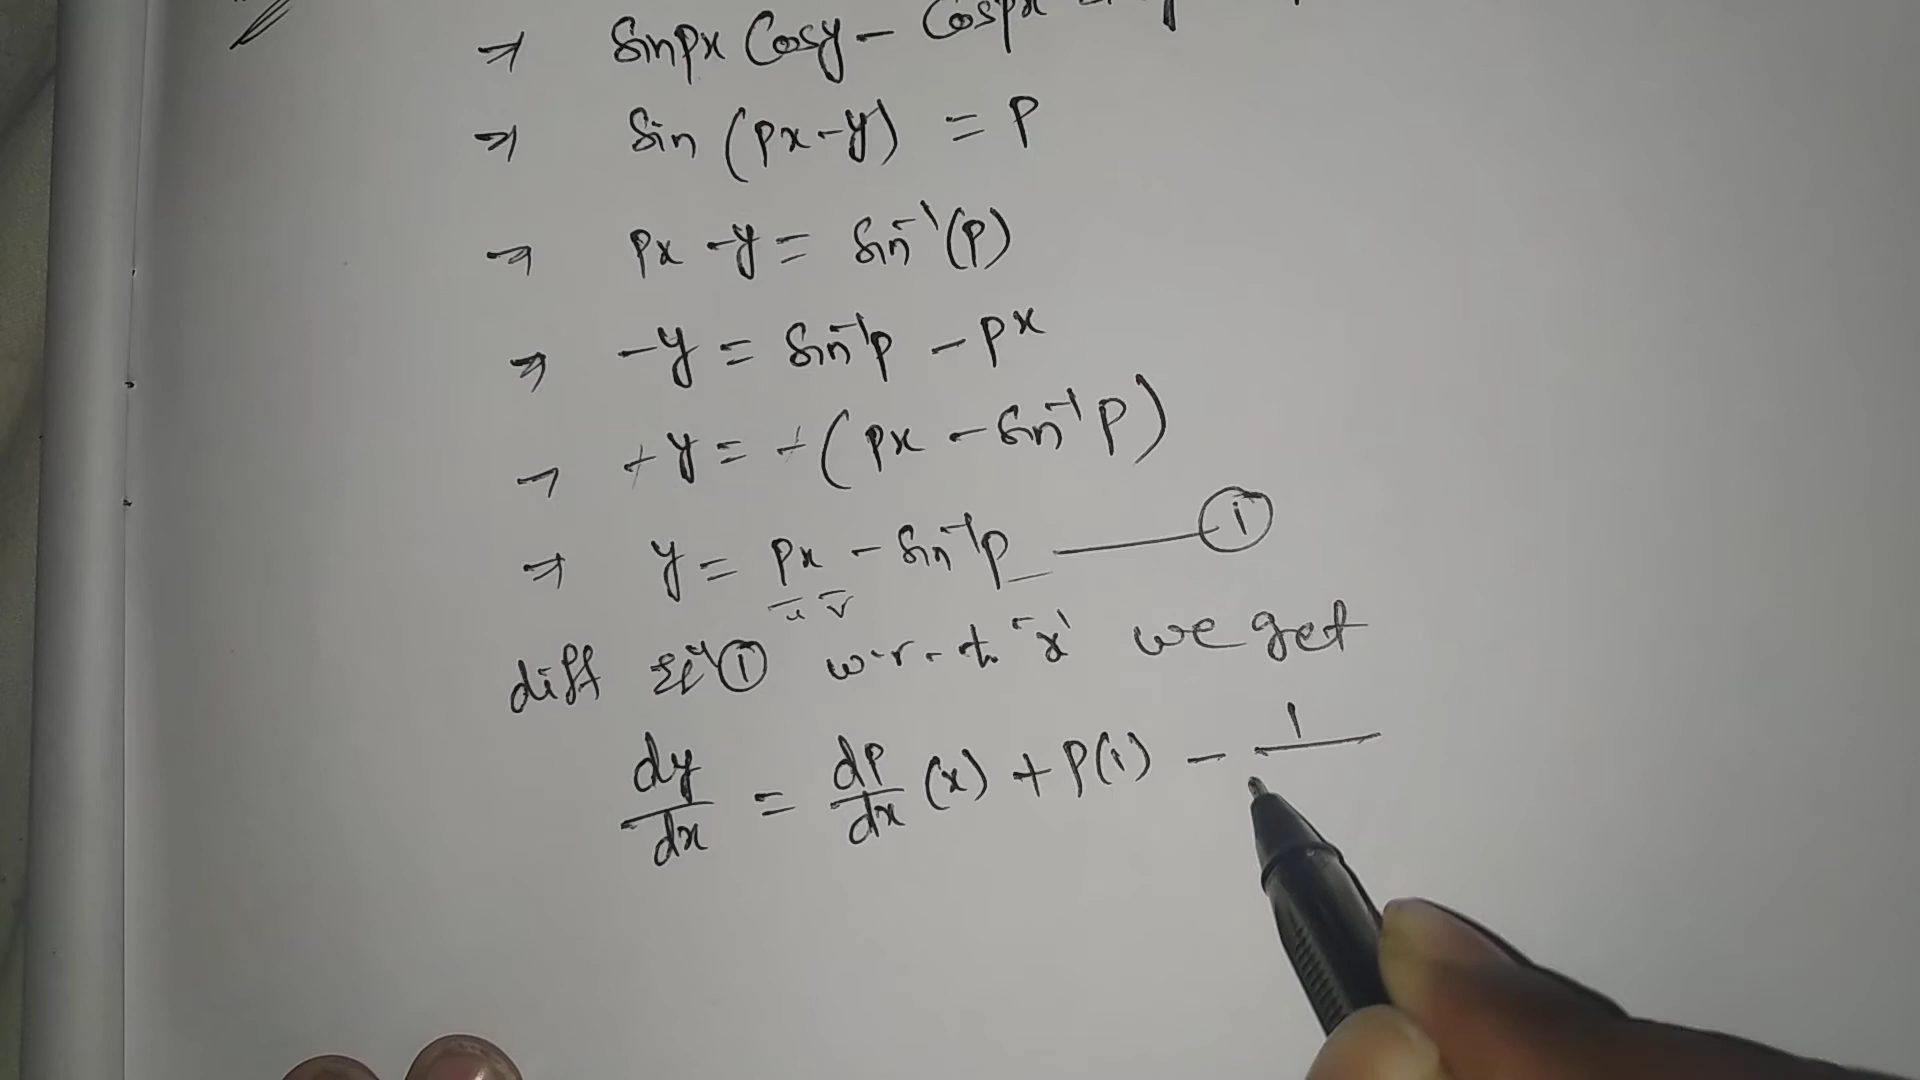 ⇒ Sinpx Cosy - Cospx
⇒ Sin (px-y) = P
⇒ px -y = Sin⁻¹(P)
⇒ -y = Sin⁻¹p - px
⇒ +y = +(px - Sin⁻¹P)
⇒ y = px - Sin⁻¹p — ①
u v
diff ① w.r.to 'x' we get
dy/dx = dp/dx (x) + P(1) - 1/